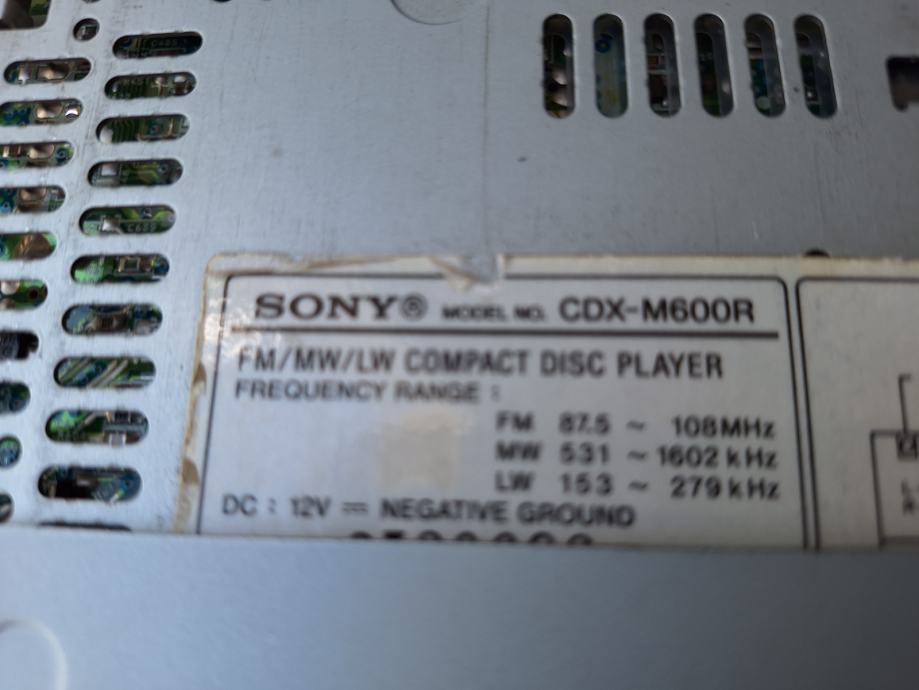 SONY® MODEL NO. CDX-M600R
FM/MW/LW COMPACT DISC PLAYER
FREQUENCY RANGE :
FM 87.5 ~ 108MHz
MW 531 ~ 1602 kHz
LW 153 ~ 279 kHz
DC : 12V ⎓ NEGATIVE GROUND